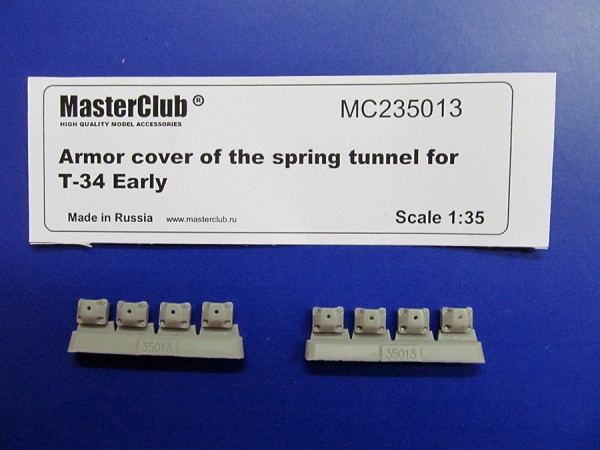 MasterClub®
HIGH QUALITY MODEL ACCESSORIES
MC235013
Armor cover of the spring tunnel for
T-34 Early
Made in Russia www.masterclub.ru
Scale 1:35
35013
35013